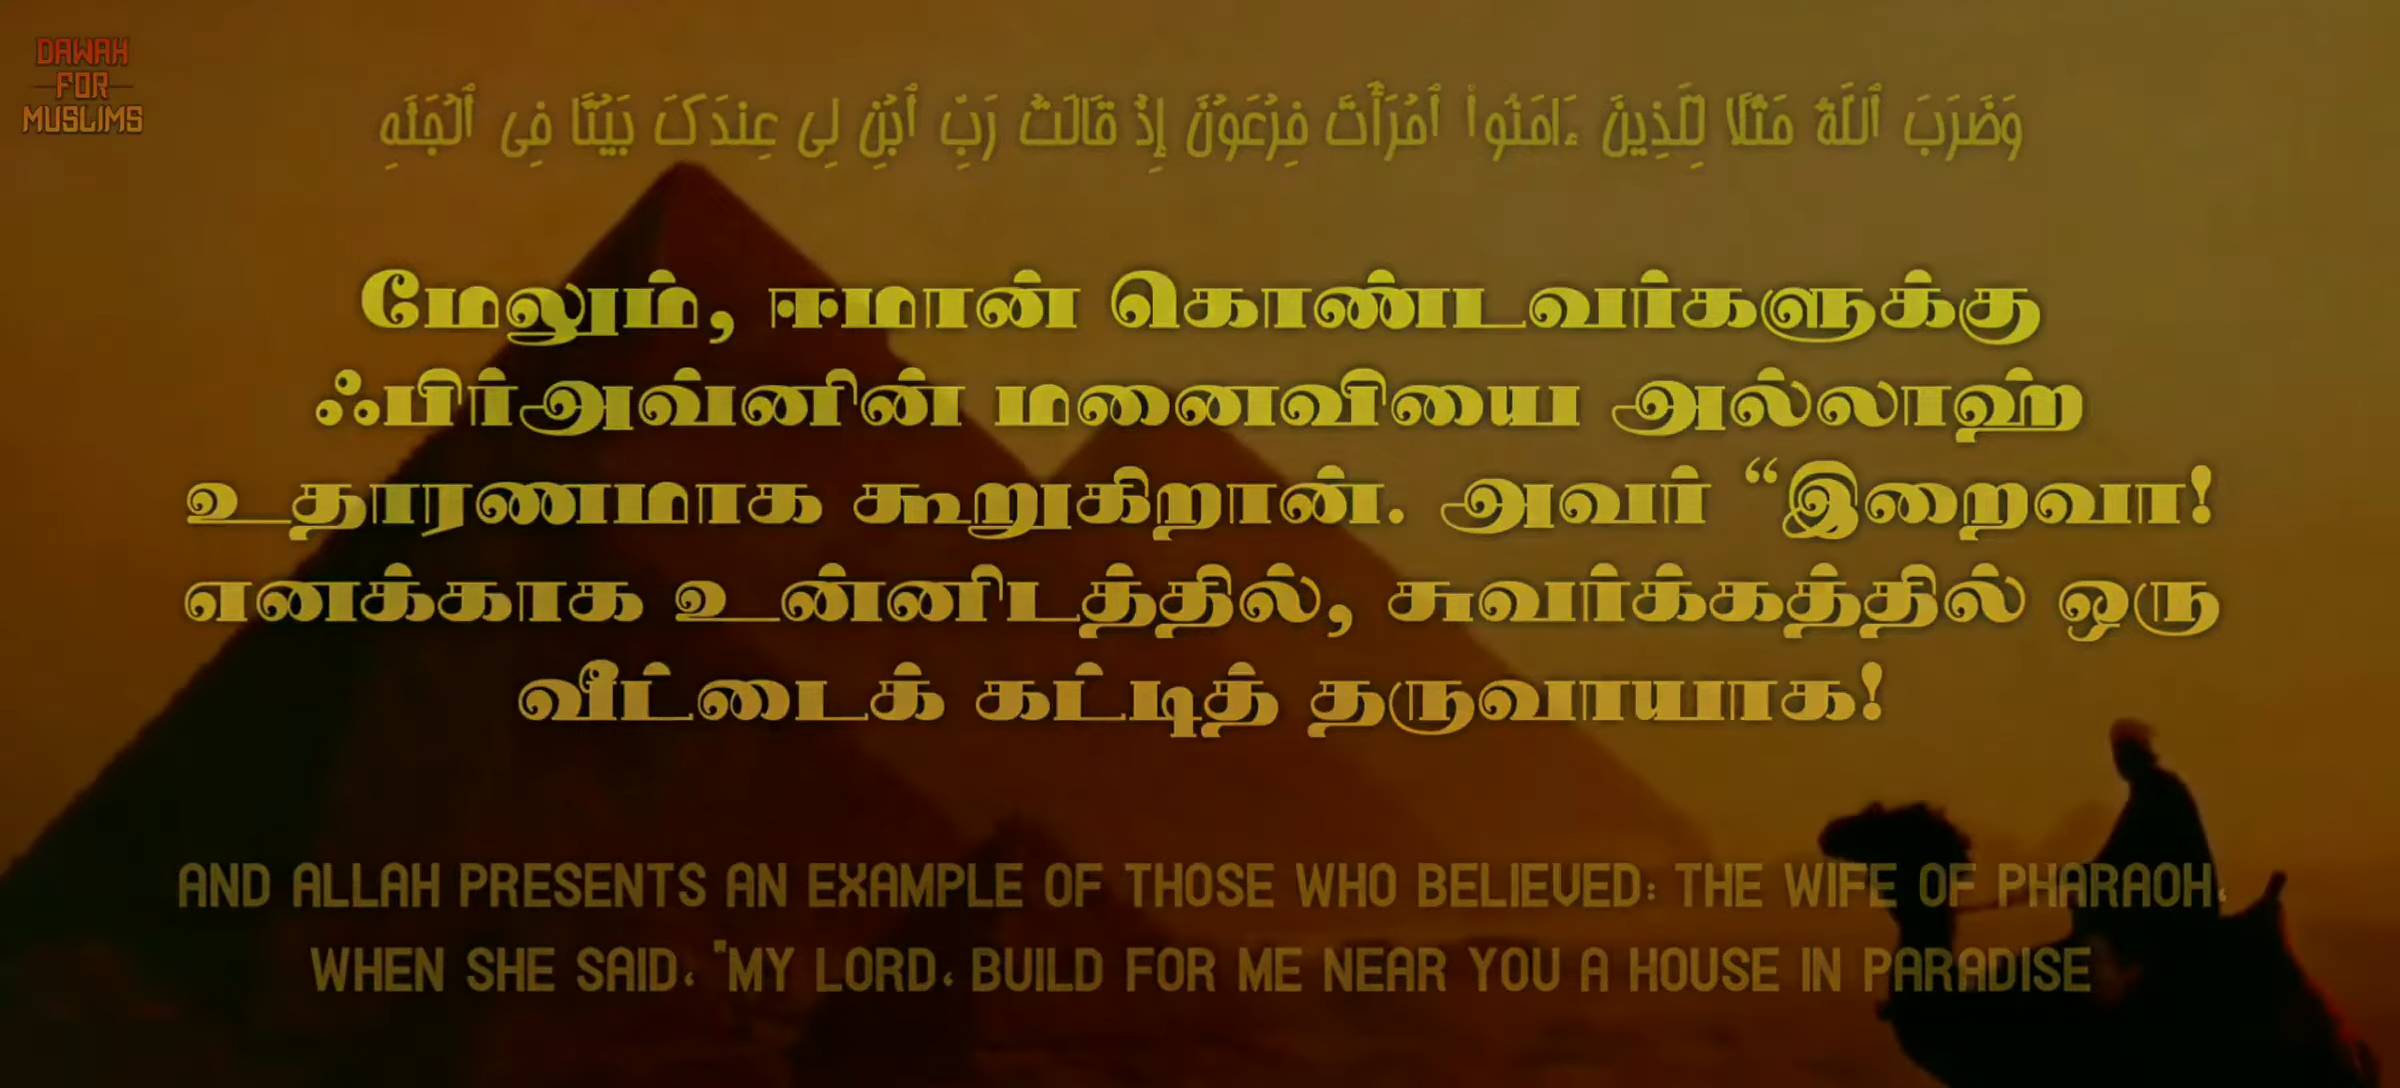 DAWAH
FOR
MUSLIMS
وَضَرَبَ ٱللَّهُ مَثَلًا لِّلَّذِينَ ءَامَنُوا۟ ٱمْرَأَتَ فِرْعَوْنَ إِذْ قَالَتْ رَبِّ ٱبْنِ لِى عِندَكَ بَيْتًا فِى ٱلْجَنَّةِ
மேலும், ஈமான் கொண்டவர்களுக்கு
ஃபிர்அவ்னின் மனைவியை அல்லாஹ்
உதாரணமாக கூறுகிறான். அவர் “இறைவா!
எனக்காக உன்னிடத்தில், சுவர்க்கத்தில் ஒரு
வீட்டைக் கட்டித் தருவாயாக!
AND ALLAH PRESENTS AN EXAMPLE OF THOSE WHO BELIEVED: THE WIFE OF PHARAOH,
WHEN SHE SAID, "MY LORD, BUILD FOR ME NEAR YOU A HOUSE IN PARADISE